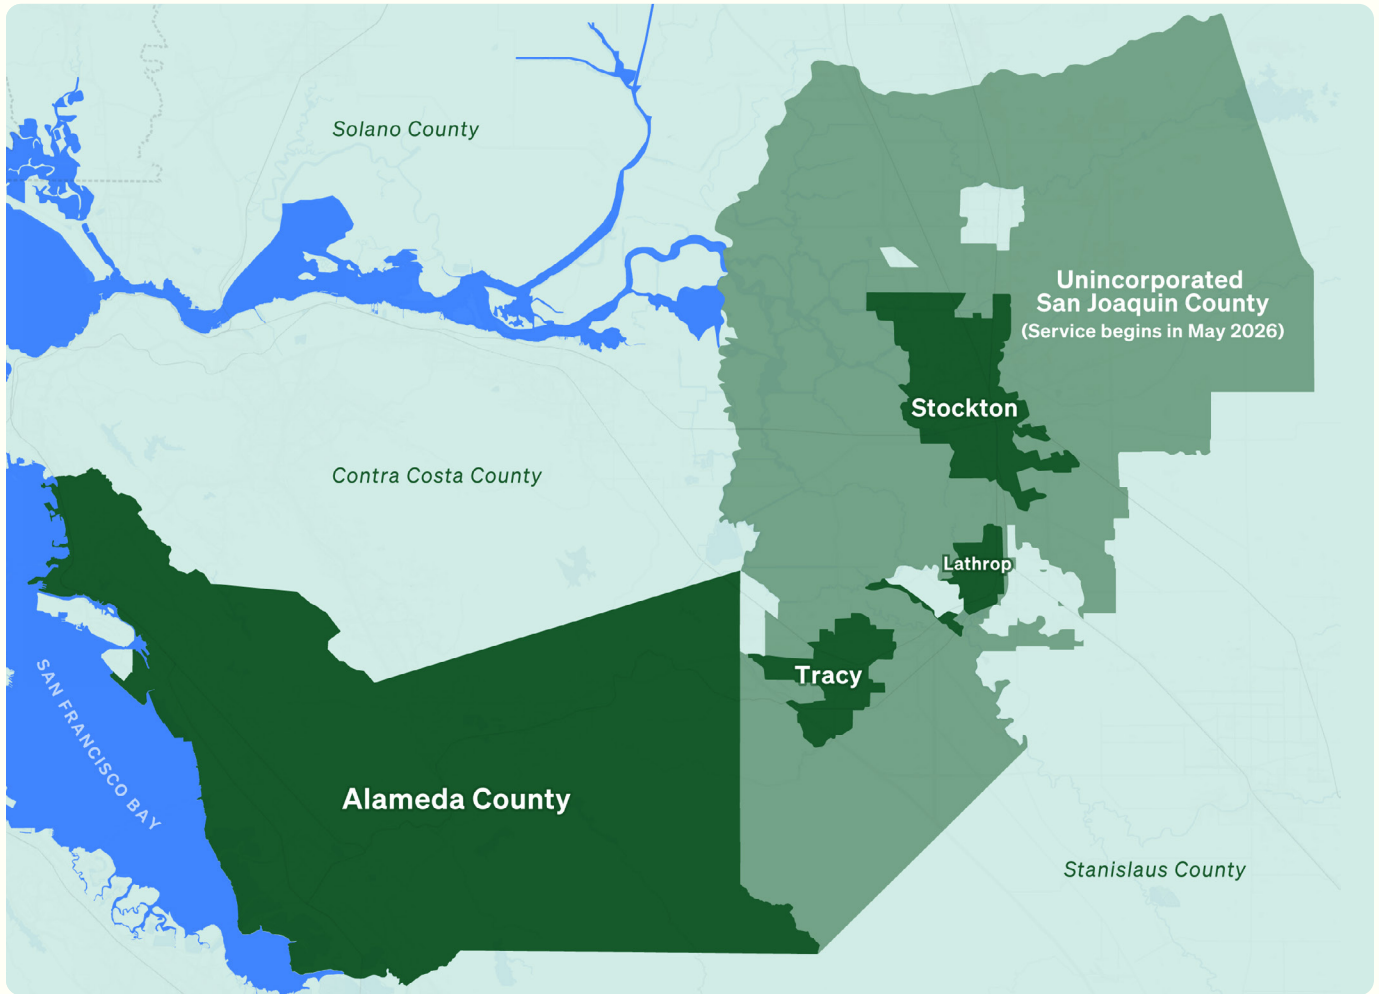 Solano County
Unincorporated
San Joaquin County
(Service begins in May 2026)
Stockton
Contra Costa County
Lathrop
Tracy
SAN FRANCISCO BAY
Alameda County
Stanislaus County